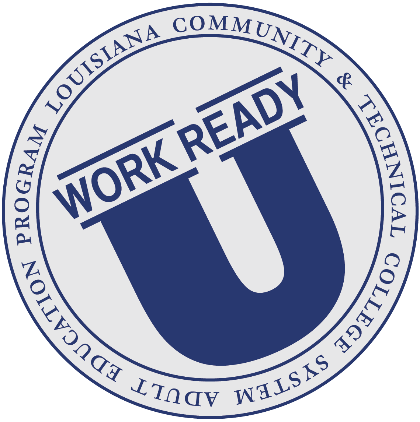 LOUISIANA COMMUNITY & TECHNICAL COLLEGE SYSTEM ADULT EDUCATION PROGRAM
WORK READY
U